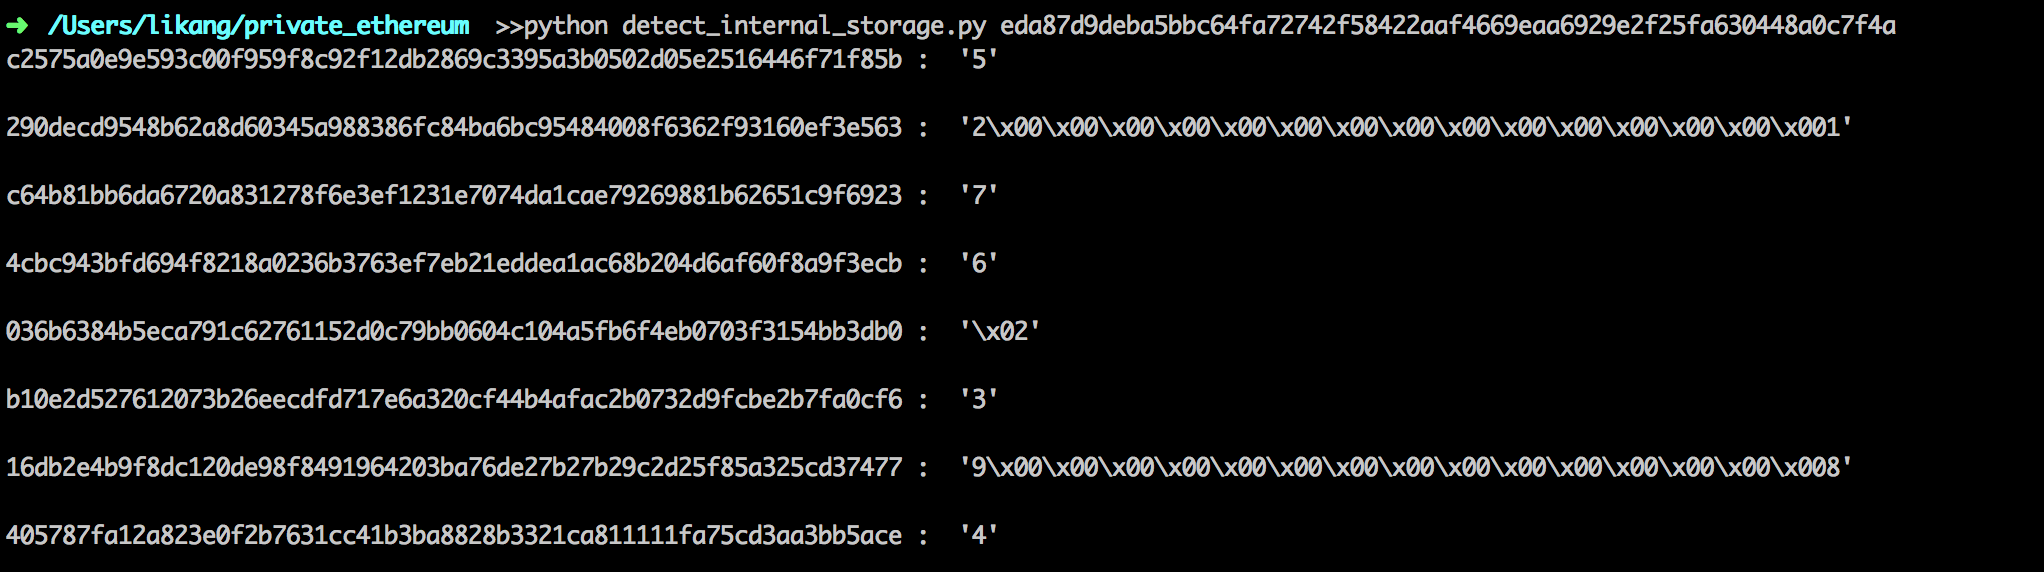 ➜  /Users/likang/private_ethereum  >>python detect_internal_storage.py eda87d9deba5bbc64fa72742f58422aaf4669eaa6929e2f25fa630448a0c7f4a
c2575a0e9e593c00f959f8c92f12db2869c3395a3b0502d05e2516446f71f85b :  '5'
290decd9548b62a8d60345a988386fc84ba6bc95484008f6362f93160ef3e563 :  '2\x00\x00\x00\x00\x00\x00\x00\x00\x00\x00\x00\x00\x00\x00\x001'
c64b81bb6da6720a831278f6e3ef1231e7074da1cae79269881b62651c9f6923 :  '7'
4cbc943bfd694f8218a0236b3763ef7eb21eddea1ac68b204d6af60f8a9f3ecb :  '6'
036b6384b5eca791c62761152d0c79bb0604c104a5fb6f4eb0703f3154bb3db0 :  '\x02'
b10e2d527612073b26eecdfd717e6a320cf44b4afac2b0732d9fcbe2b7fa0cf6 :  '3'
16db2e4b9f8dc120de98f8491964203ba76de27b27b29c2d25f85a325cd37477 :  '9\x00\x00\x00\x00\x00\x00\x00\x00\x00\x00\x00\x00\x00\x00\x008'
405787fa12a823e0f2b7631cc41b3ba8828b3321ca811111fa75cd3aa3bb5ace :  '4'